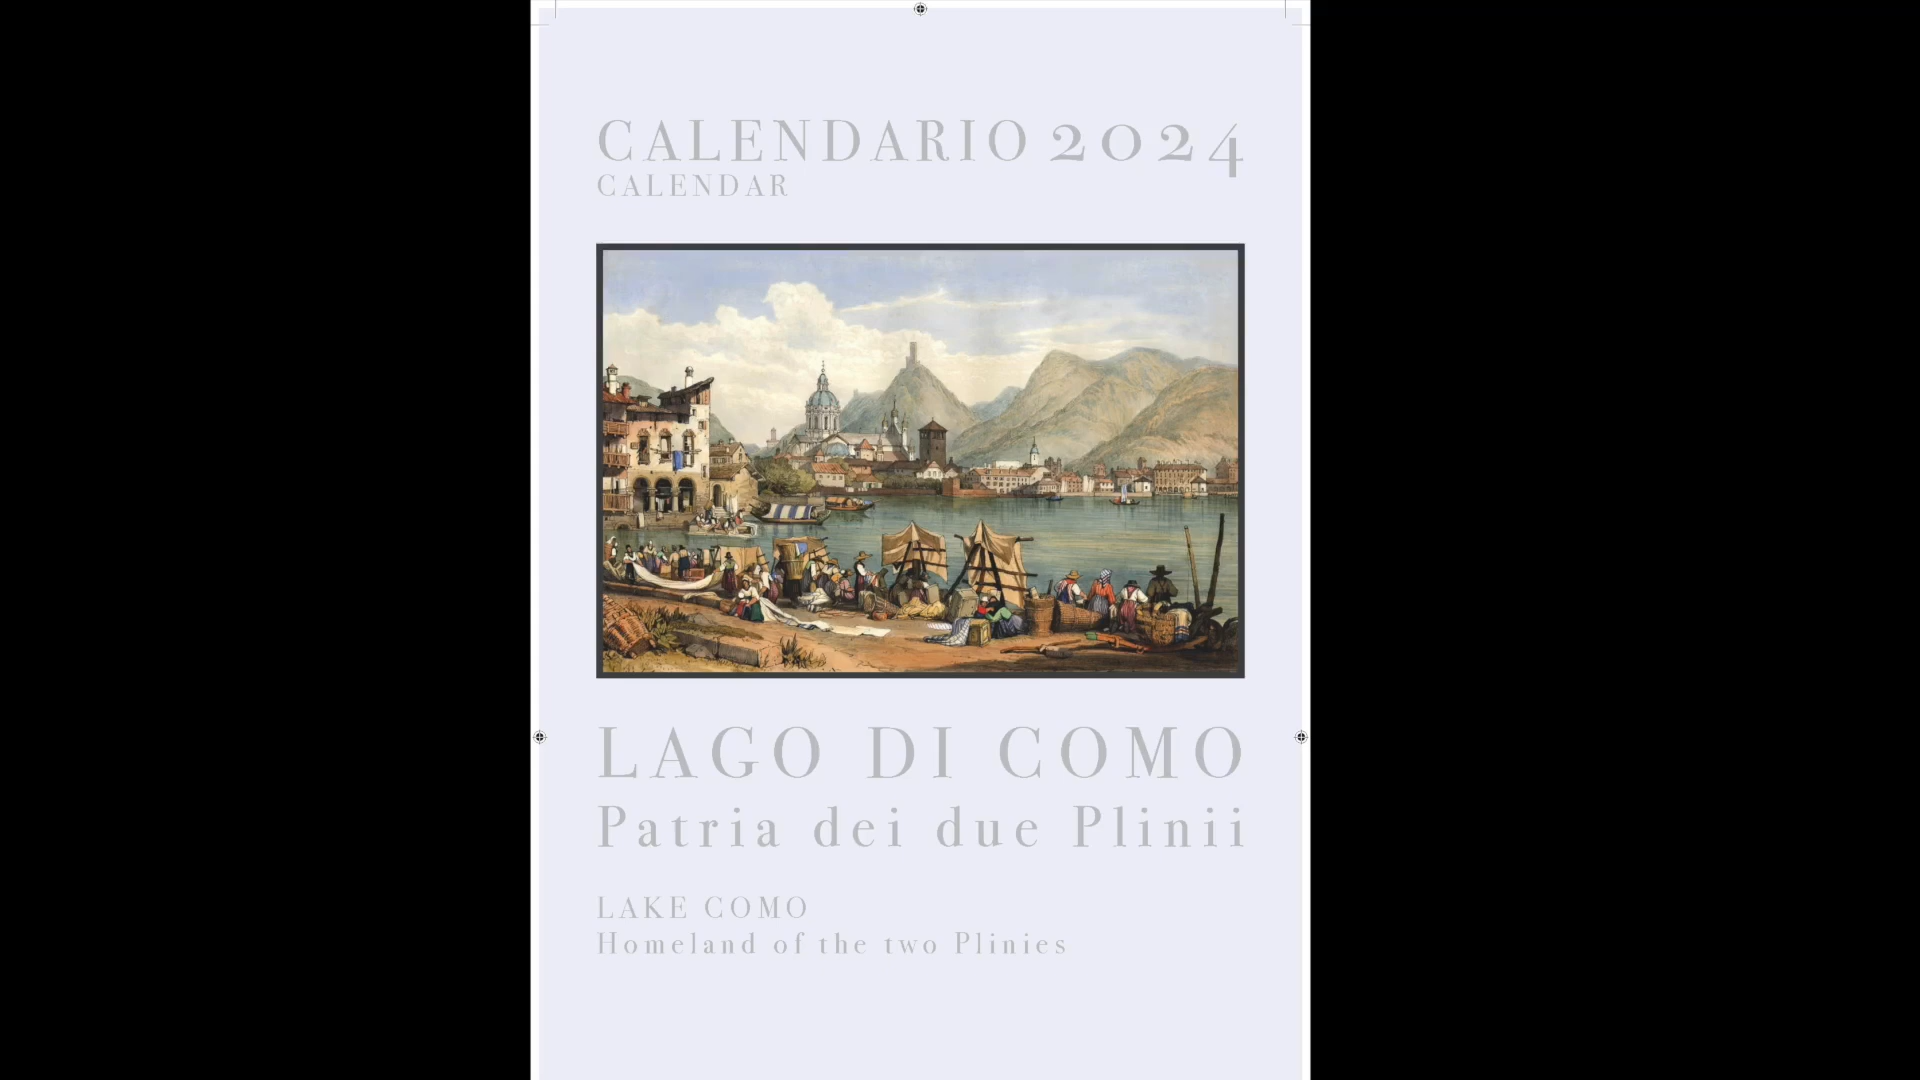 CALENDARIO 2024
CALENDAR
LAGO DI COMO
Patria dei due Plinii
LAKE COMO
Homeland of the two Plinies